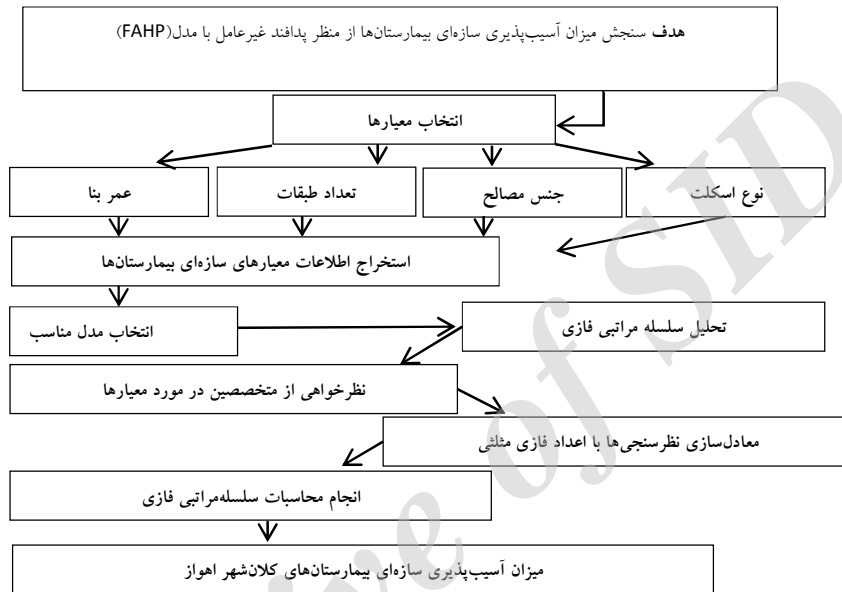 هدف سنجش میزان آسیب‌پذیری سازه‌ای بیمارستان‌ها از منظر پدافند غیرعامل با مدل(FAHP)
انتخاب معیارها
نوع اسکلت
جنس مصالح
تعداد طبقات
عمر بنا
استخراج اطلاعات معیارهای سازه‌ای بیمارستان‌ها
انتخاب مدل مناسب
تحلیل سلسله مراتبی فازی
نظرخواهی از متخصصین در مورد معیارها
معادل‌سازی نظرسنجی‌ها با اعداد فازی مثلثی
انجام محاسبات سلسله‌مراتبی فازی
میزان آسیب‌پذیری سازه‌ای بیمارستان‌های کلان‌شهر اهواز
ive of SID